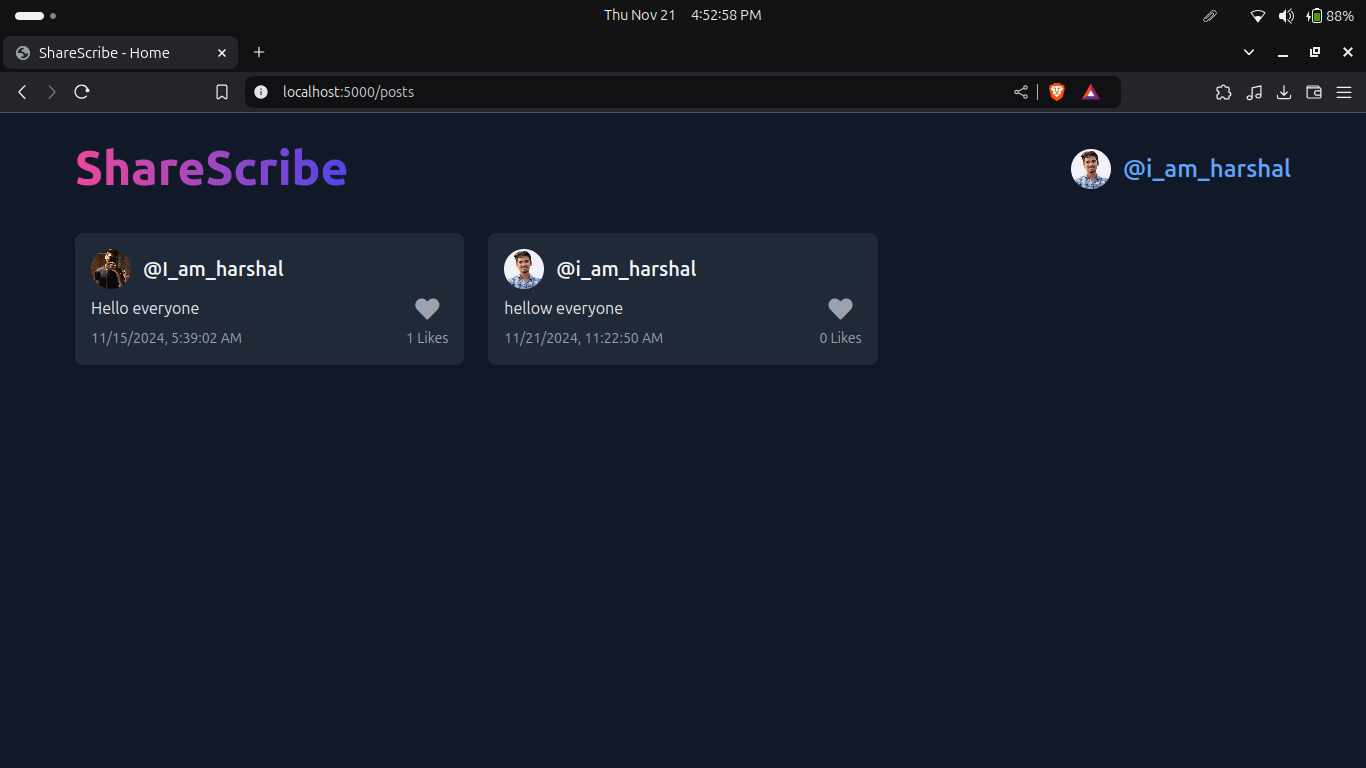 Thu Nov 21 4:52:58 PM
88%
ShareScribe - Home
localhost:5000/posts
ShareScribe
@i_am_harshal
@I_am_harshal
Hello everyone
11/15/2024, 5:39:02 AM
1 Likes
@i_am_harshal
hellow everyone
11/21/2024, 11:22:50 AM
0 Likes